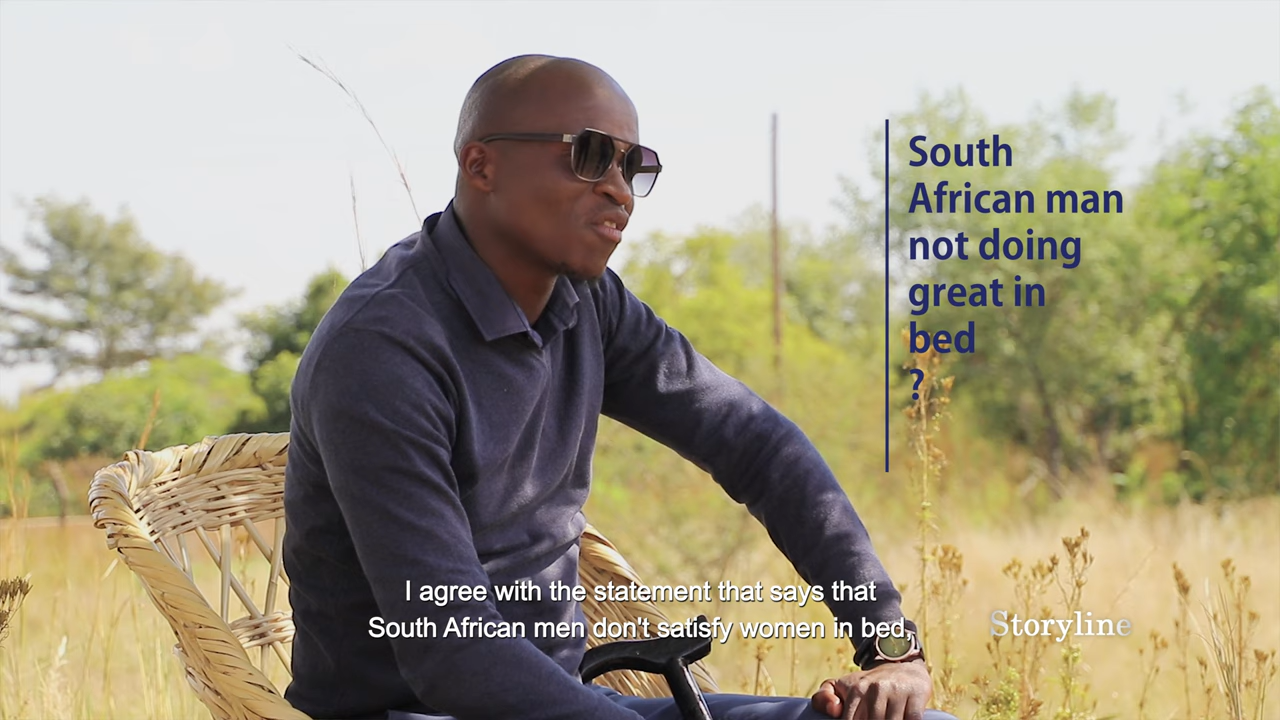 South
African man
not doing
great in
bed
?
I agree with the statement that says that
South African men don't satisfy women in bed,
Storyline